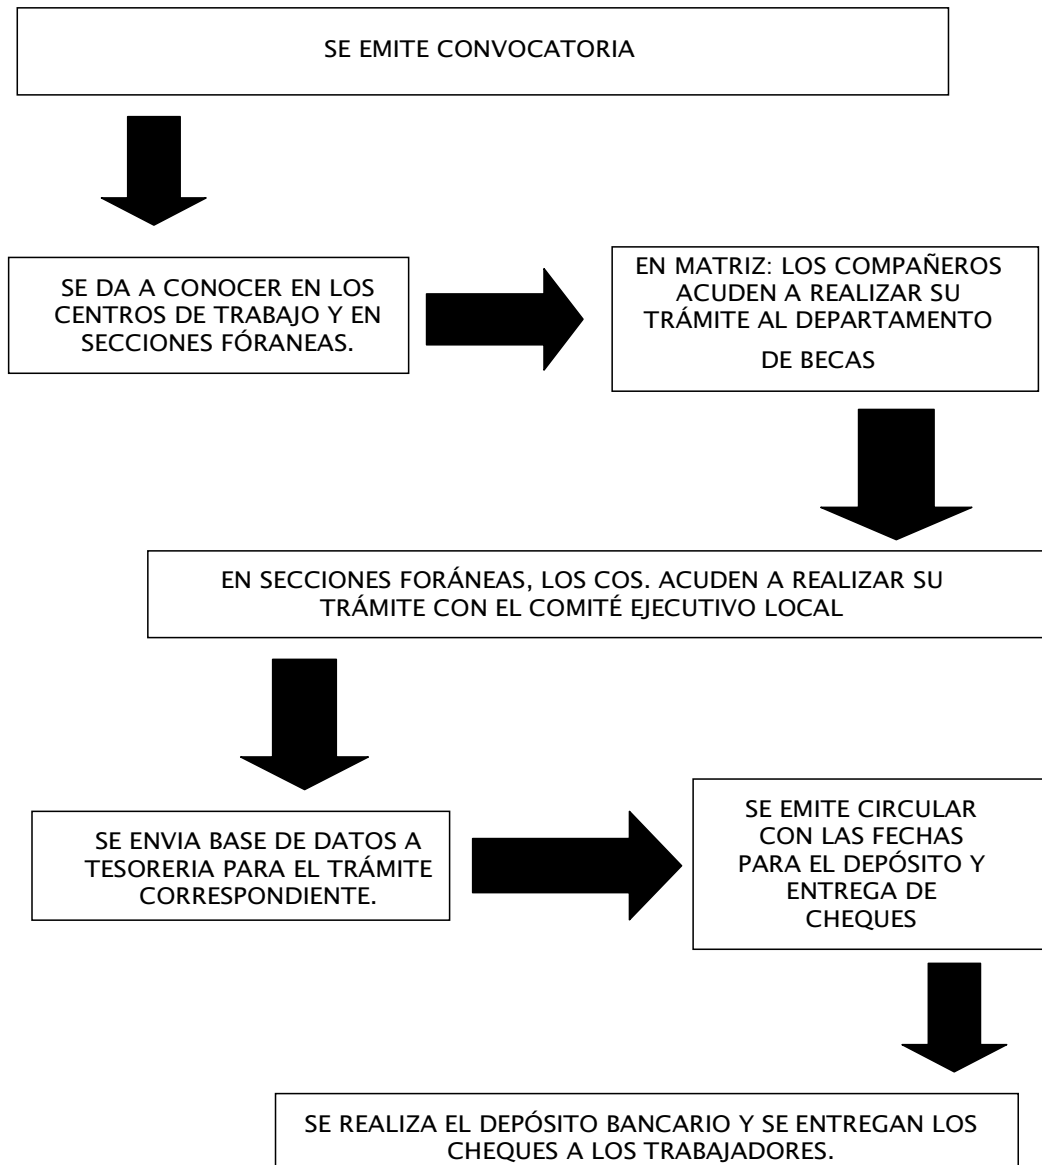 SE EMITE CONVOCATORIA
SE DA A CONOCER EN LOS
CENTROS DE TRABAJO Y EN
SECCIONES FÓRANEAS.
EN MATRIZ: LOS COMPAÑEROS
ACUDEN A REALIZAR SU
TRÁMITE AL DEPARTAMENTO
DE BECAS
EN SECCIONES FORÁNEAS, LOS COS. ACUDEN A REALIZAR SU
TRÁMITE CON EL COMITÉ EJECUTIVO LOCAL
SE ENVIA BASE DE DATOS A
TESORERIA PARA EL TRÁMITE
CORRESPONDIENTE.
SE EMITE CIRCULAR
CON LAS FECHAS
PARA EL DEPÓSITO Y
ENTREGA DE
CHEQUES
SE REALIZA EL DEPÓSITO BANCARIO Y SE ENTREGAN LOS
CHEQUES A LOS TRABAJADORES.